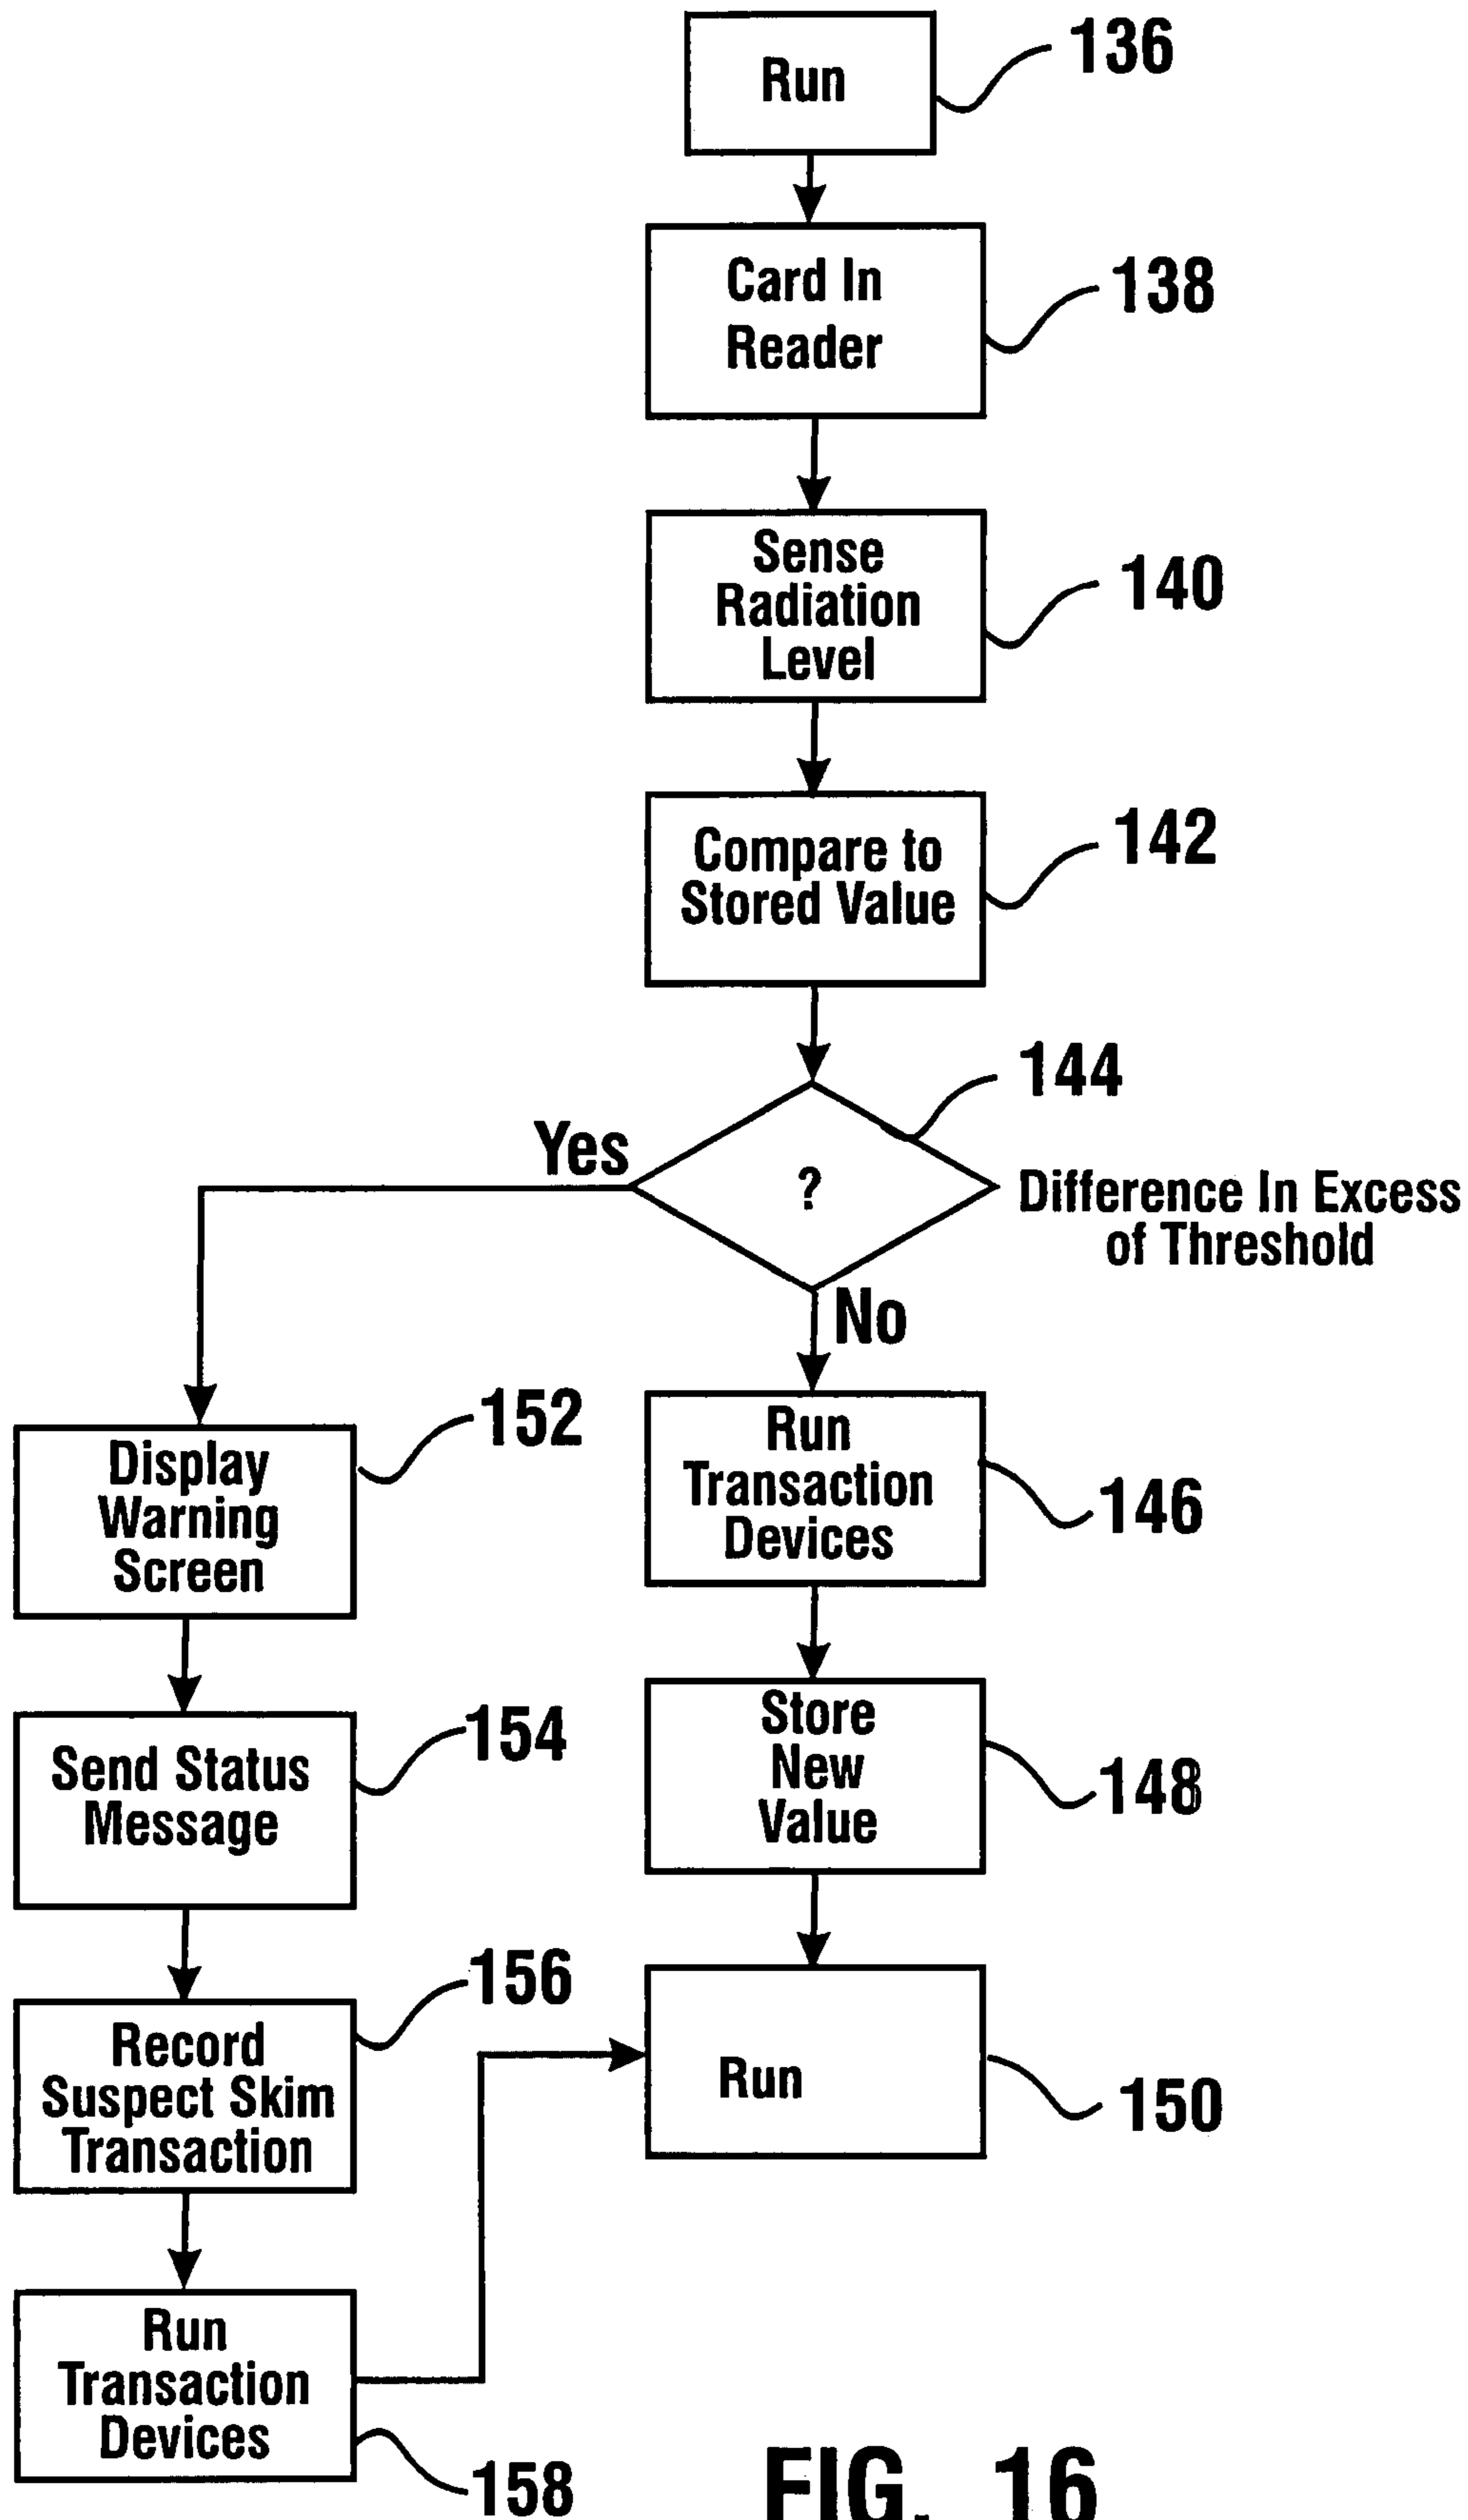 Run
136
Card In
Reader
138
Sense
Radiation
Level
140
Compare to
Stored Value
142
144
Yes
?
Difference In Excess
of Threshold
No
Display
Warning
Screen
152
Run
Transaction
Devices
146
Send Status
Message
154
Store
New
Value
148
Record
Suspect Skim
Transaction
156
Run
150
Run
Transaction
Devices
158
FIG. 16